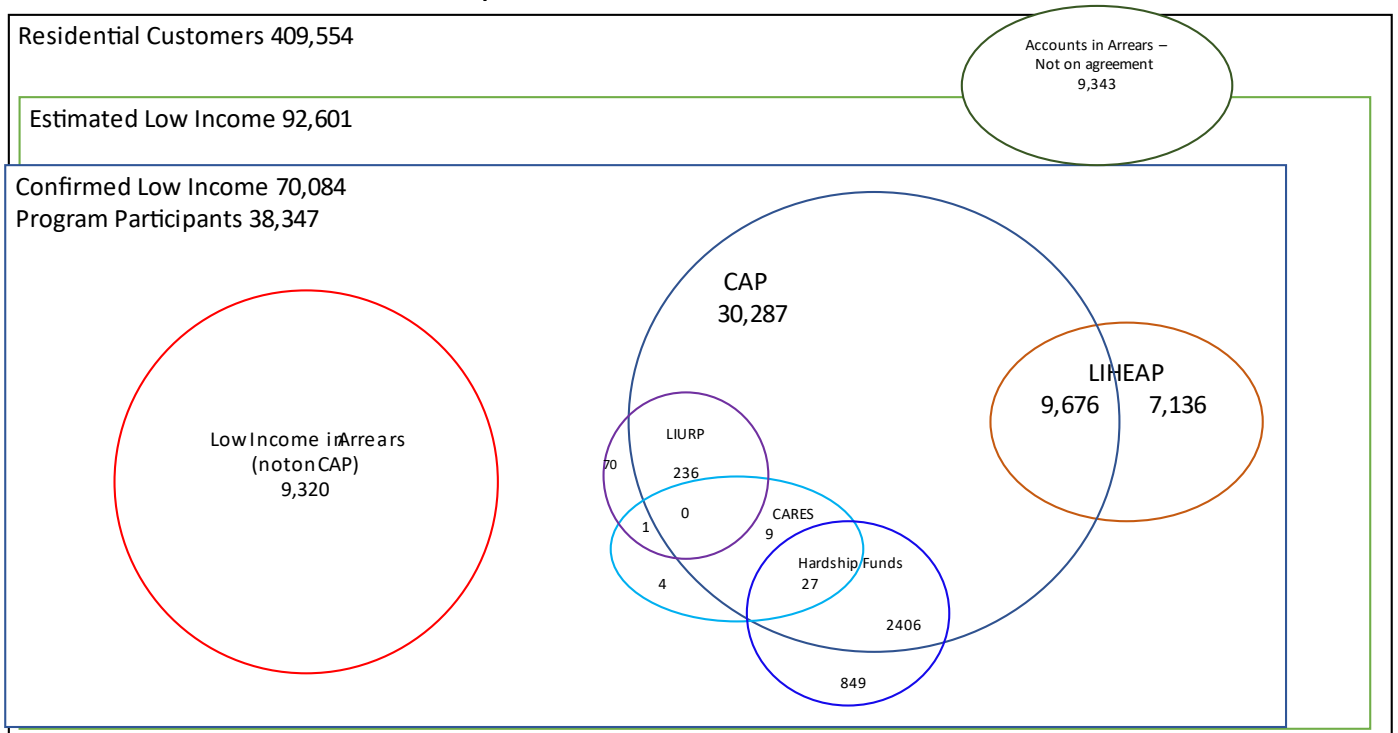 Residential Customers 409,554
Accounts in Arrears –
Not on agreement
9,343
Estimated Low Income 92,601
Confirmed Low Income 70,084
Program Participants 38,347
CAP
30,287
LIHEAP
9,676 7,136
Low Income in Arrears
(not on CAP)
9,320
LIURP
70 236
CARES
1 0 9
Hardship Funds
4 27
2406
849